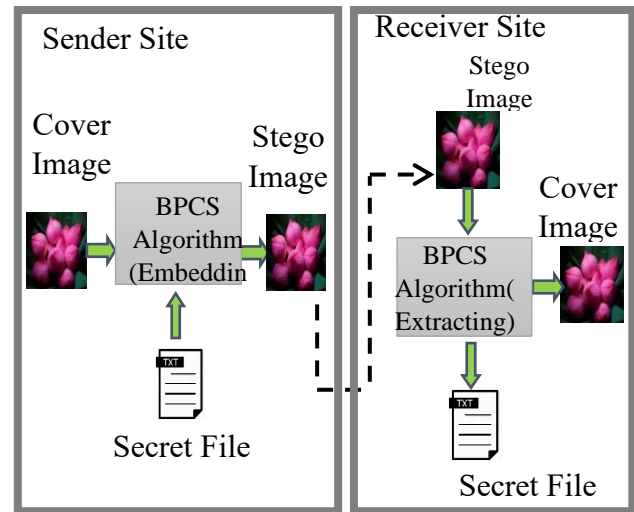 Sender Site
Cover
Image
Stego
Image
BPCS
Algorithm
(Embeddin
TXT
Secret File
Receiver Site
Stego
Image
Cover
Image
BPCS
Algorithm(
Extracting)
TXT
Secret File